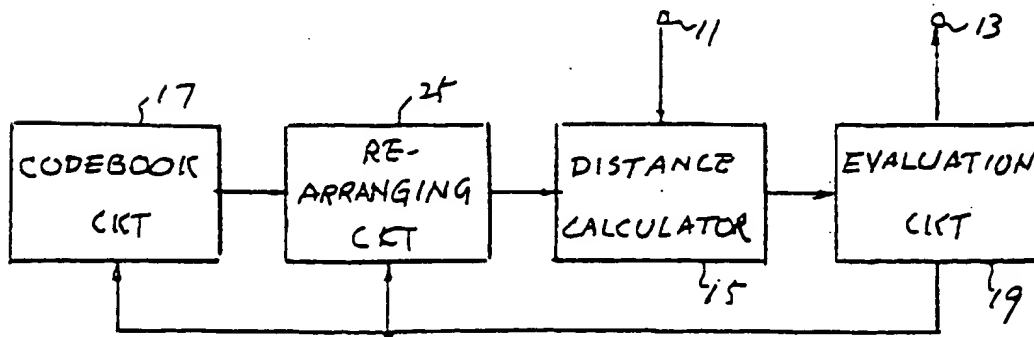 11
13
17
25
CODEBOOK
CKT
RE-
ARRANGING
CKT
DISTANCE
CALCULATOR
EVALUATION
CKT
15
19